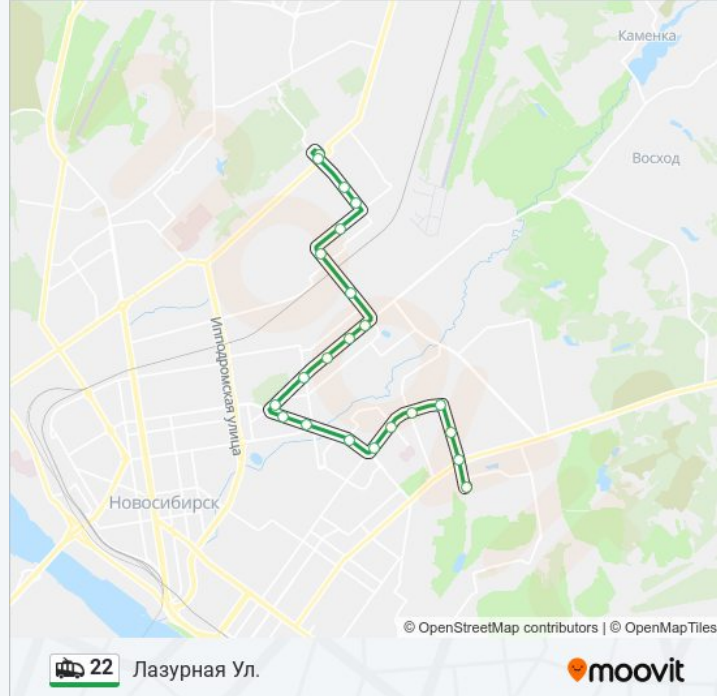 Каменка
Восход
Ипподромская улица
Новосибирск
© OpenStreetMap contributors | © OpenMapTiles
22 Лазурная Ул.
moovit